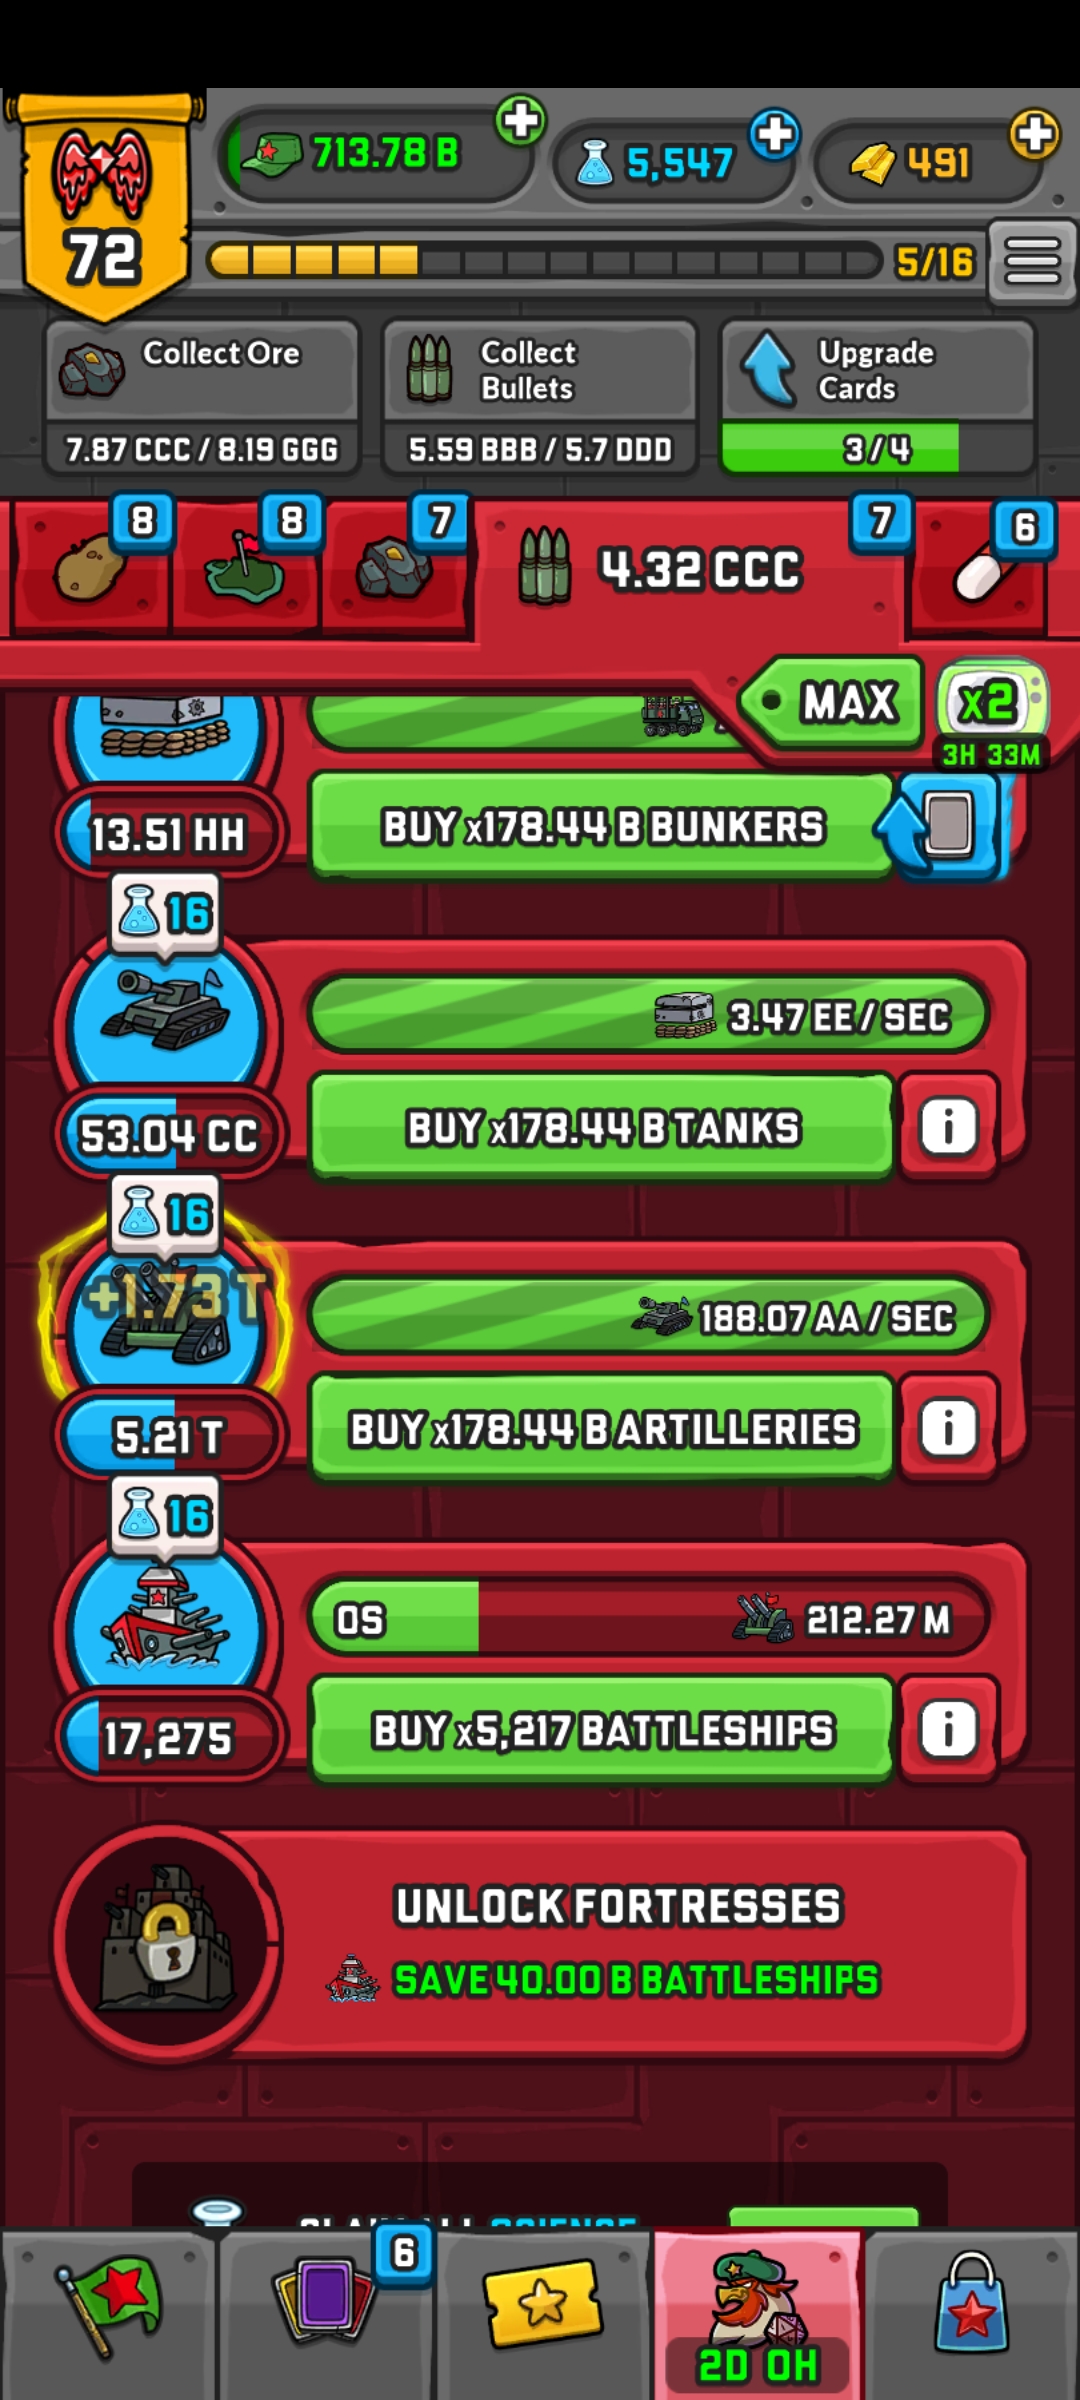 713.78 B
5,547
491
72
5/16
Collect Ore
7.87 CCC / 8.19 GGG
Collect
Bullets
5.59 BBB / 5.7 DDD
Upgrade
Cards
3/4
8
8
7
4.32 CCC
7
6
MAX
x2
3H 33M
13.51 HH
BUY x178.44 B BUNKERS
16
3.47 EE / SEC
53.04 CC
BUY x178.44 B TANKS
16
+1.73 T
188.07 AA / SEC
5.21 T
BUY x178.44 B ARTILLERIES
16
0S
212.27 M
17,275
BUY x5,217 BATTLESHIPS
UNLOCK FORTRESSES
SAVE 40.00 B BATTLESHIPS
6
2D 0H